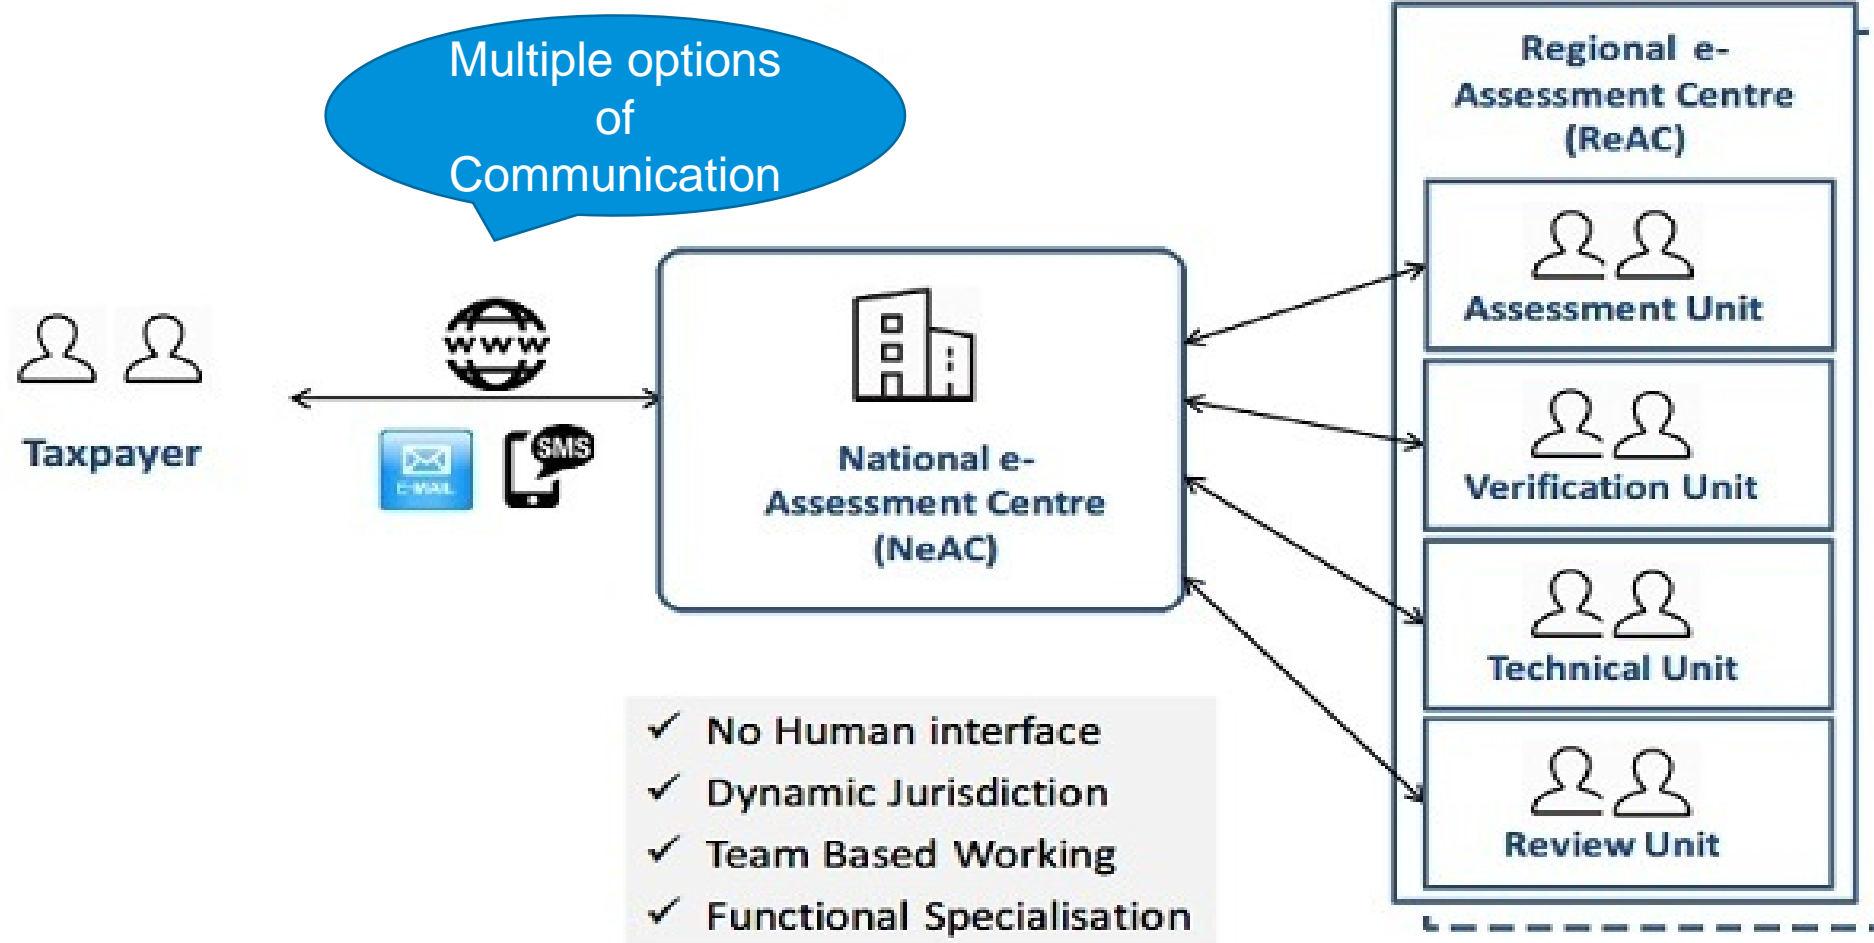 Multiple options
of
Communication
Regional e-
Assessment Centre
(ReAC)
Assessment Unit
www
Taxpayer
E-MAIL
SMS
National e-
Assessment Centre
(NeAC)
Verification Unit
Technical Unit
Review Unit
✓ No Human interface
✓ Dynamic Jurisdiction
✓ Team Based Working
✓ Functional Specialisation